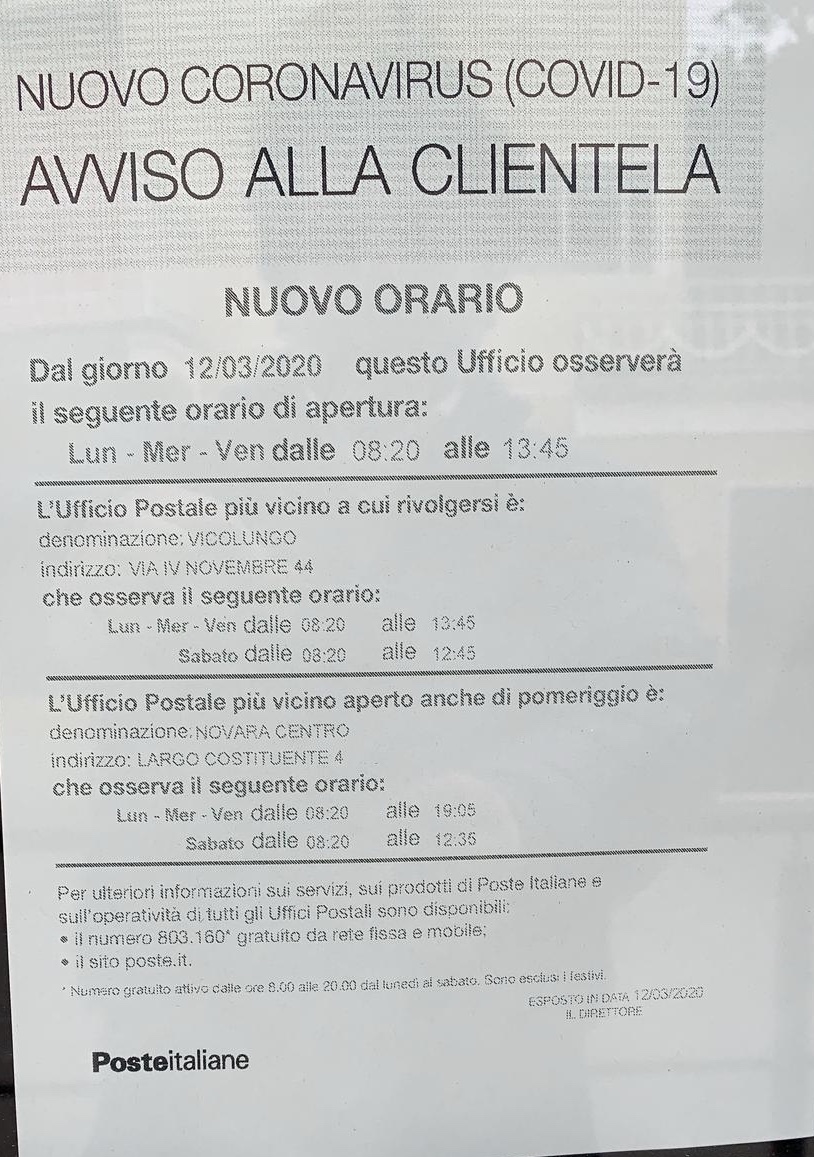 NUOVO CORONAVIRUS (COVID-19)
AVVISO ALLA CLIENTELA
NUOVO ORARIO
Dal giorno 12/03/2020 questo Ufficio osserverà
il seguente orario di apertura:
Lun - Mer - Ven dalle 08:20 alle 13:45
L'Ufficio Postale più vicino a cui rivolgersi è:
denominazione: VICOLUNGO
indirizzo: VIA IV NOVEMBRE 44
che osserva il seguente orario:
Lun - Mer - Ven dalle 08:20 alle 13:45
Sabato dalle 08:20 alle 12:45
L'Ufficio Postale più vicino aperto anche di pomeriggio è:
denominazione: NOVARA CENTRO
indirizzo: LARGO COSTITUENTE 4
che osserva il seguente orario:
Lun - Mer - Ven dalle 08:20 alle 19:05
Sabato dalle 08:20 alle 12:35
Per ulteriori informazioni sui servizi, sui prodotti di Poste Italiane e
sull'operatività di tutti gli Uffici Postali sono disponibili:
• il numero 803.160* gratuito da rete fissa e mobile;
• il sito poste.it.
* Numero gratuito attivo dalle ore 8.00 alle 20.00 dal lunedì al sabato. Sono esclusi i festivi.
ESPOSTO IN DATA 12/03/2020
IL DIRETTORE
Posteitaliane